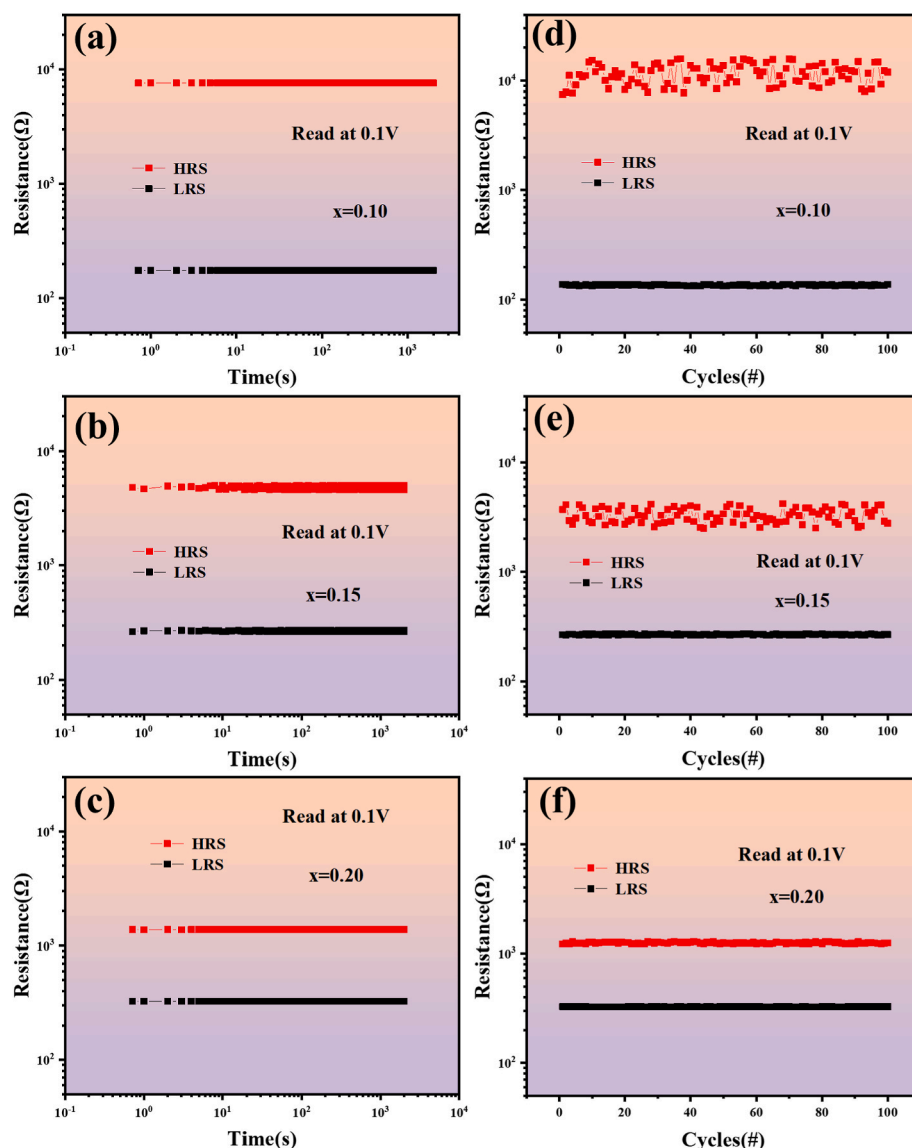 (a)
Resistance(Ω)
10⁴
10³
10²
Read at 0.1V
HRS
LRS
x=0.10
10⁻¹ 10⁰ 10¹ 10² 10³
Time(s)
(d)
Resistance(Ω)
10⁴
10³
10²
Read at 0.1V
HRS
LRS
x=0.10
0 20 40 60 80 100
Cycles(#)
(b)
Resistance(Ω)
10⁴
10³
10²
Read at 0.1V
HRS
LRS
x=0.15
10⁻¹ 10⁰ 10¹ 10² 10³ 10⁴
Time(s)
(e)
Resistance(Ω)
10⁴
10³
10²
HRS
Read at 0.1V
LRS
x=0.15
0 20 40 60 80 100
Cycles(#)
(c)
Resistance(Ω)
10⁴
10³
10²
Read at 0.1V
HRS
LRS
x=0.20
10⁻¹ 10⁰ 10¹ 10² 10³ 10⁴
Time(s)
(f)
Resistance(Ω)
10⁴
10³
10²
Read at 0.1V
HRS
LRS
x=0.20
0 20 40 60 80 100
Cycles(#)